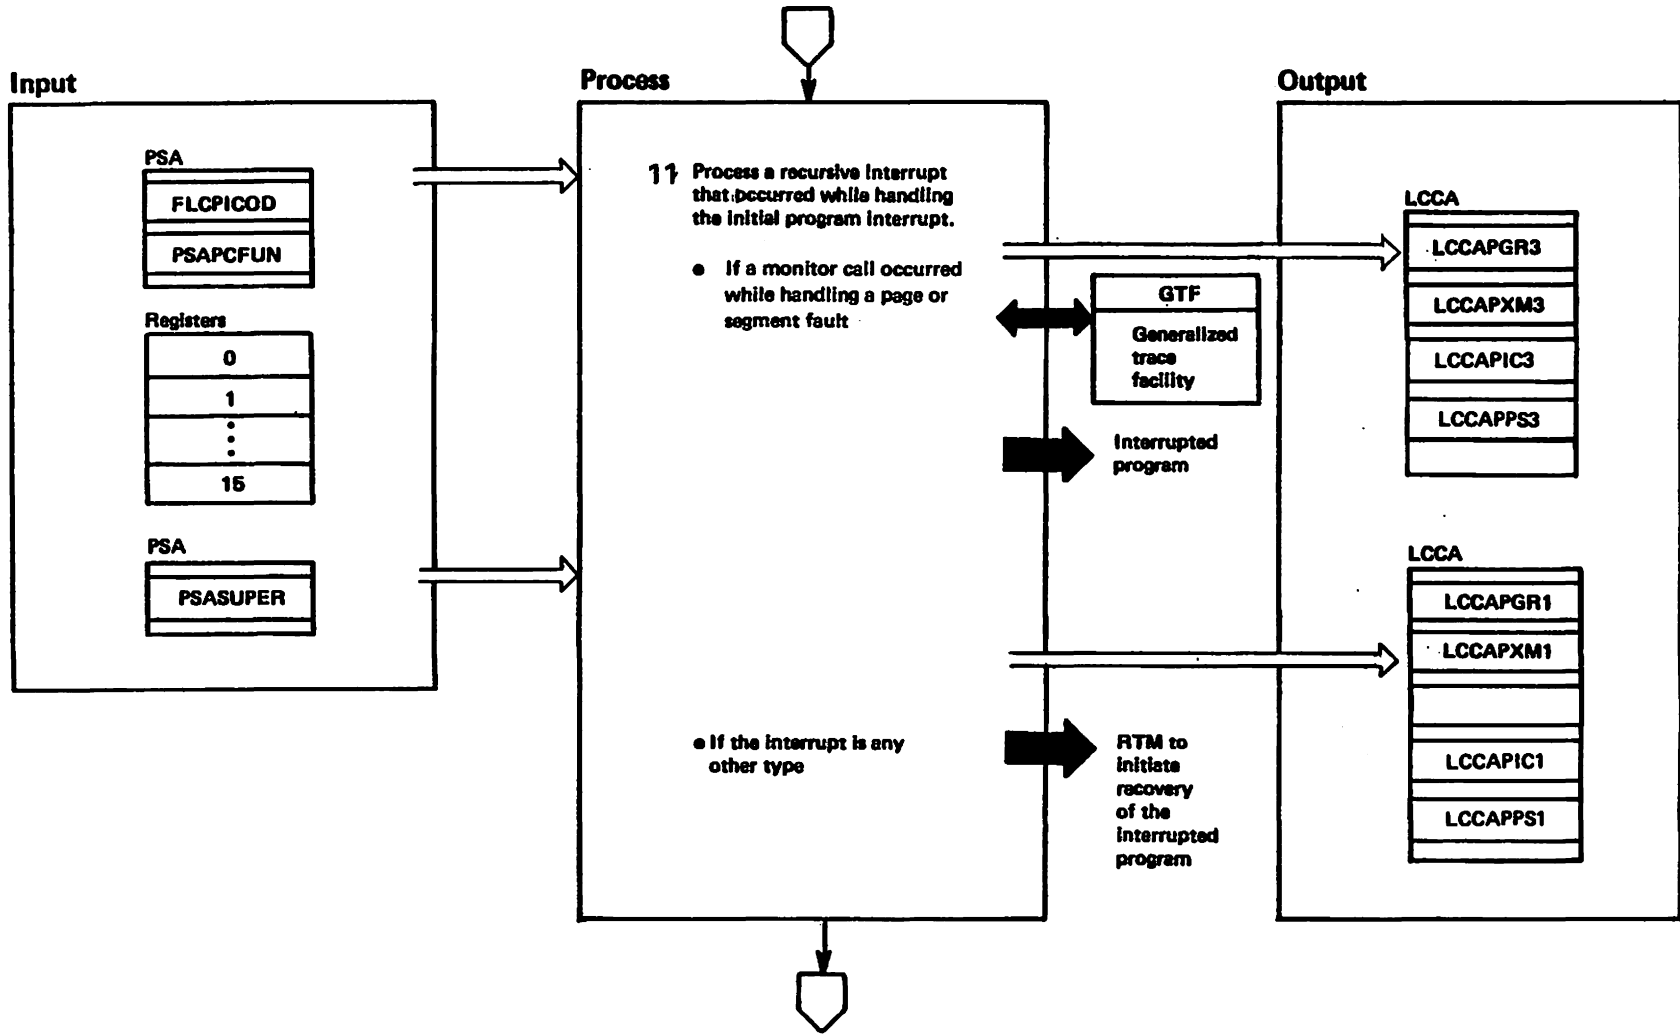 Input
PSA
FLCPICOD
PSAPCFUN
Registers
0
1
15
PSA
PSASUPER
Process
11 Process a recursive interrupt
that occurred while handling
the initial program interrupt.
● If a monitor call occurred
while handling a page or
segment fault
GTF
Generalized
trace
facility
Interrupted
program
● If the interrupt is any
other type
RTM to
initiate
recovery
of the
interrupted
program
Output
LCCA
LCCAPGR3
LCCAPXM3
LCCAPIC3
LCCAPPS3
LCCA
LCCAPGR1
LCCAPXM1
LCCAPIC1
LCCAPPS1